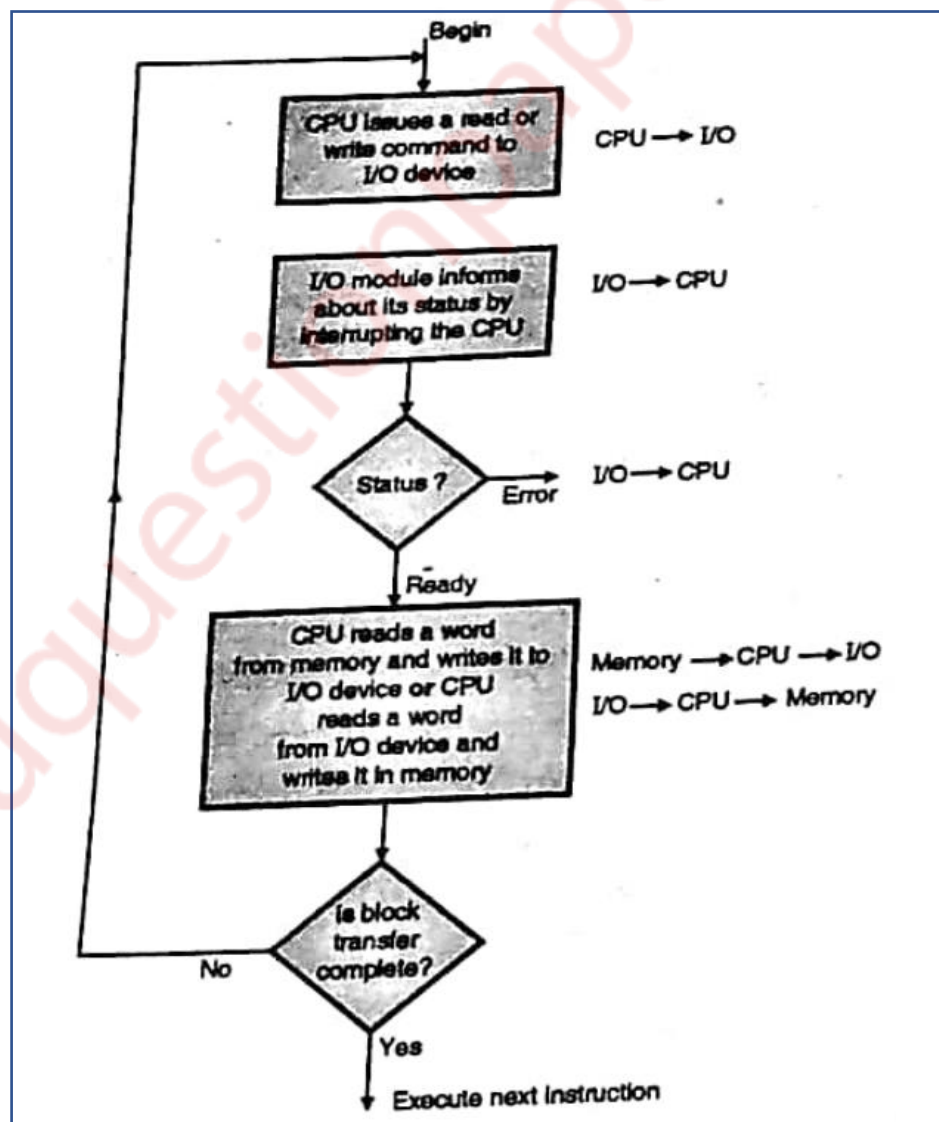 Begin
CPU issues a read or
write command to
I/O device
CPU → I/O
I/O module informs
about its status by
interrupting the CPU
I/O → CPU
Status ?
Error
I/O → CPU
Ready
CPU reads a word
from memory and writes it to
I/O device or CPU
reads a word
from I/O device and
writes it in memory
Memory → CPU → I/O
I/O → CPU → Memory
Is block
transfer
complete?
No
Yes
Execute next Instruction